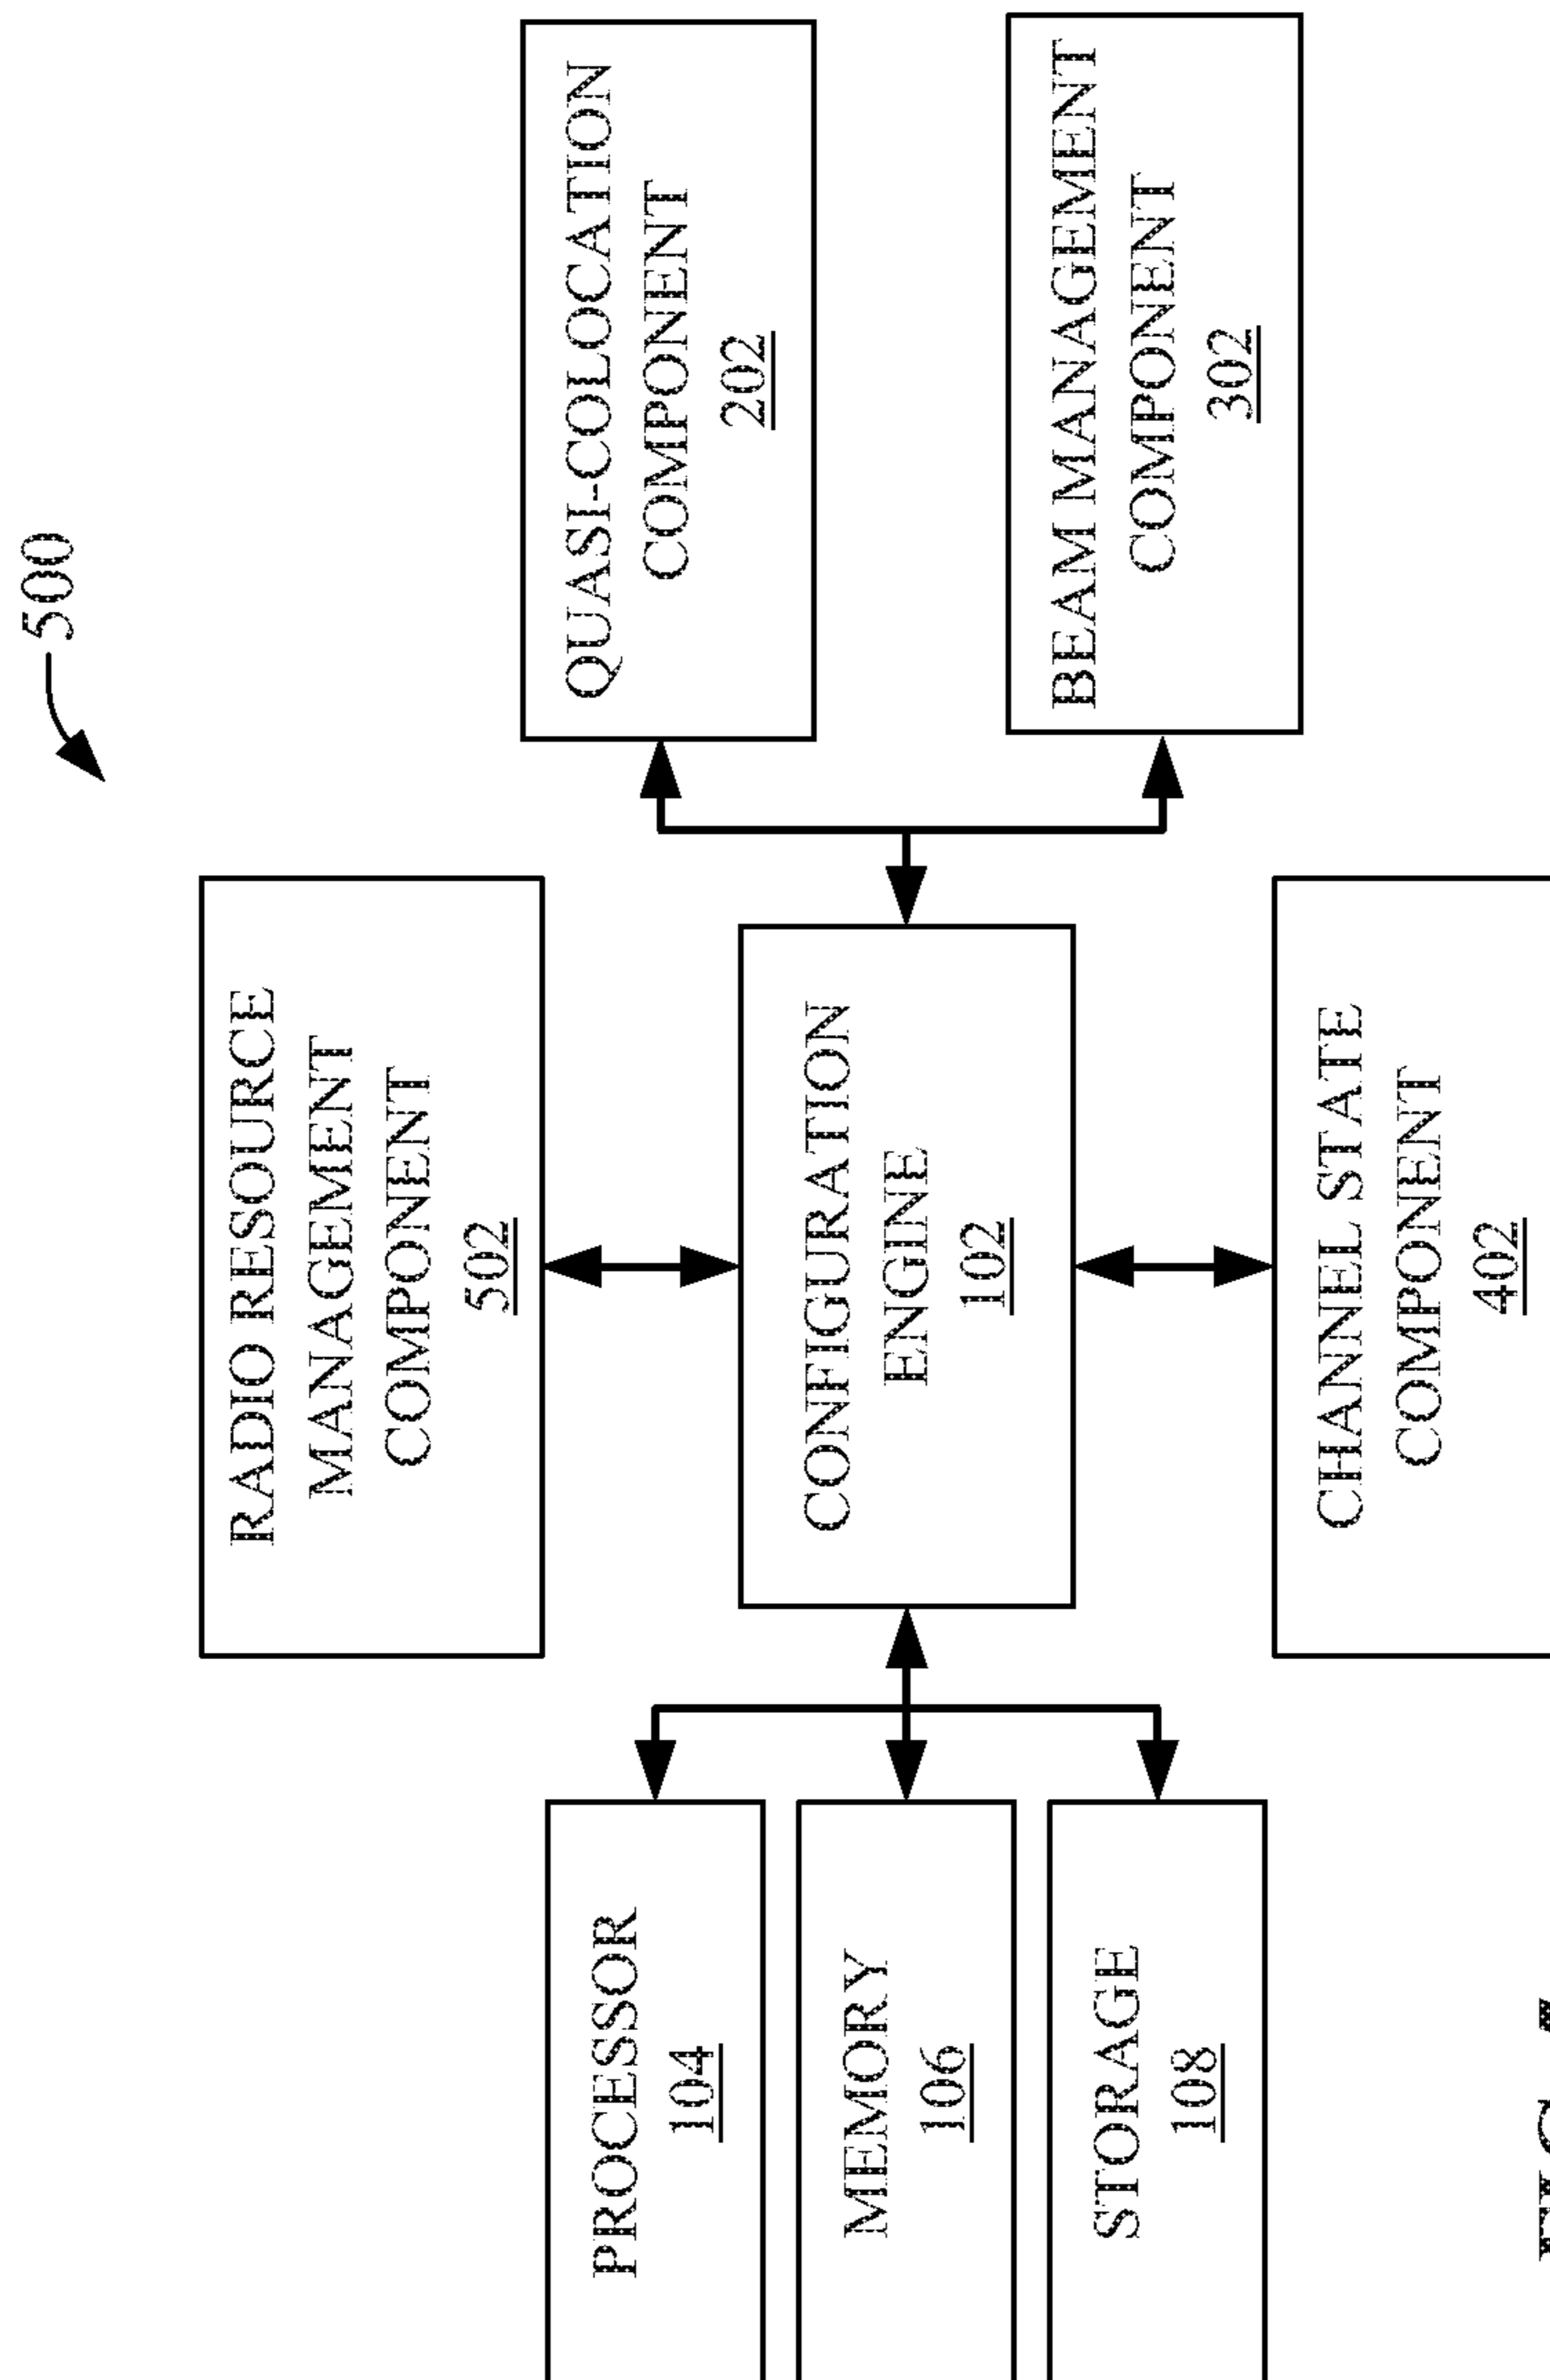 500
RADIO RESOURCE
MANAGEMENT
COMPONENT
502
PROCESSOR
104
MEMORY
106
STORAGE
108
CONFIGURATION
ENGINE
102
QUASI-COLOCATION
COMPONENT
202
BEAM MANAGEMENT
COMPONENT
302
CHANNEL STATE
COMPONENT
402